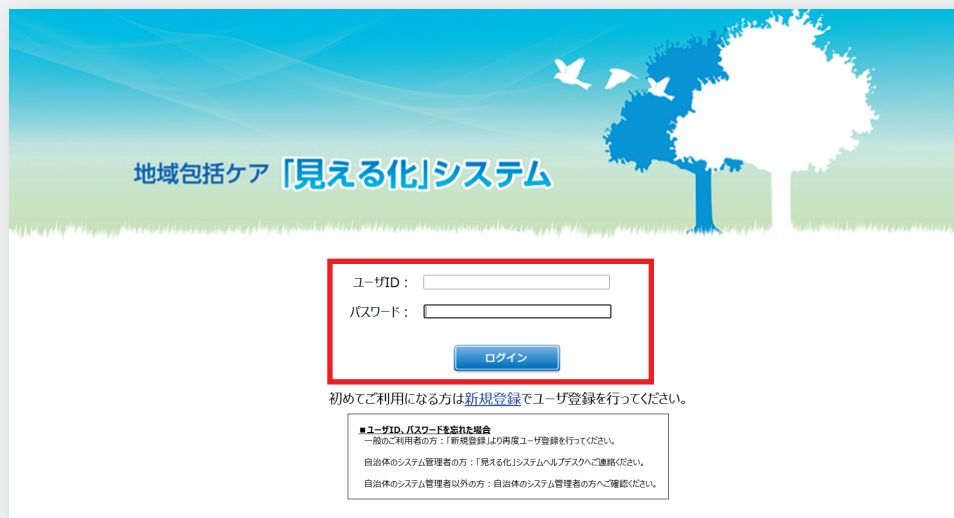 地域包括ケア「見える化」システム
ユーザID：
パスワード：
ログイン
初めてご利用になる方は新規登録でユーザ登録を行ってください。
■ユーザID、パスワードを忘れた場合
一般のご利用者の方：「新規登録」より再度ユーザ登録を行ってください。
自治体のシステム管理者の方：「見える化」システムヘルプデスクへご連絡ください。
自治体のシステム管理者以外の方：自治体のシステム管理者の方へご確認ください。